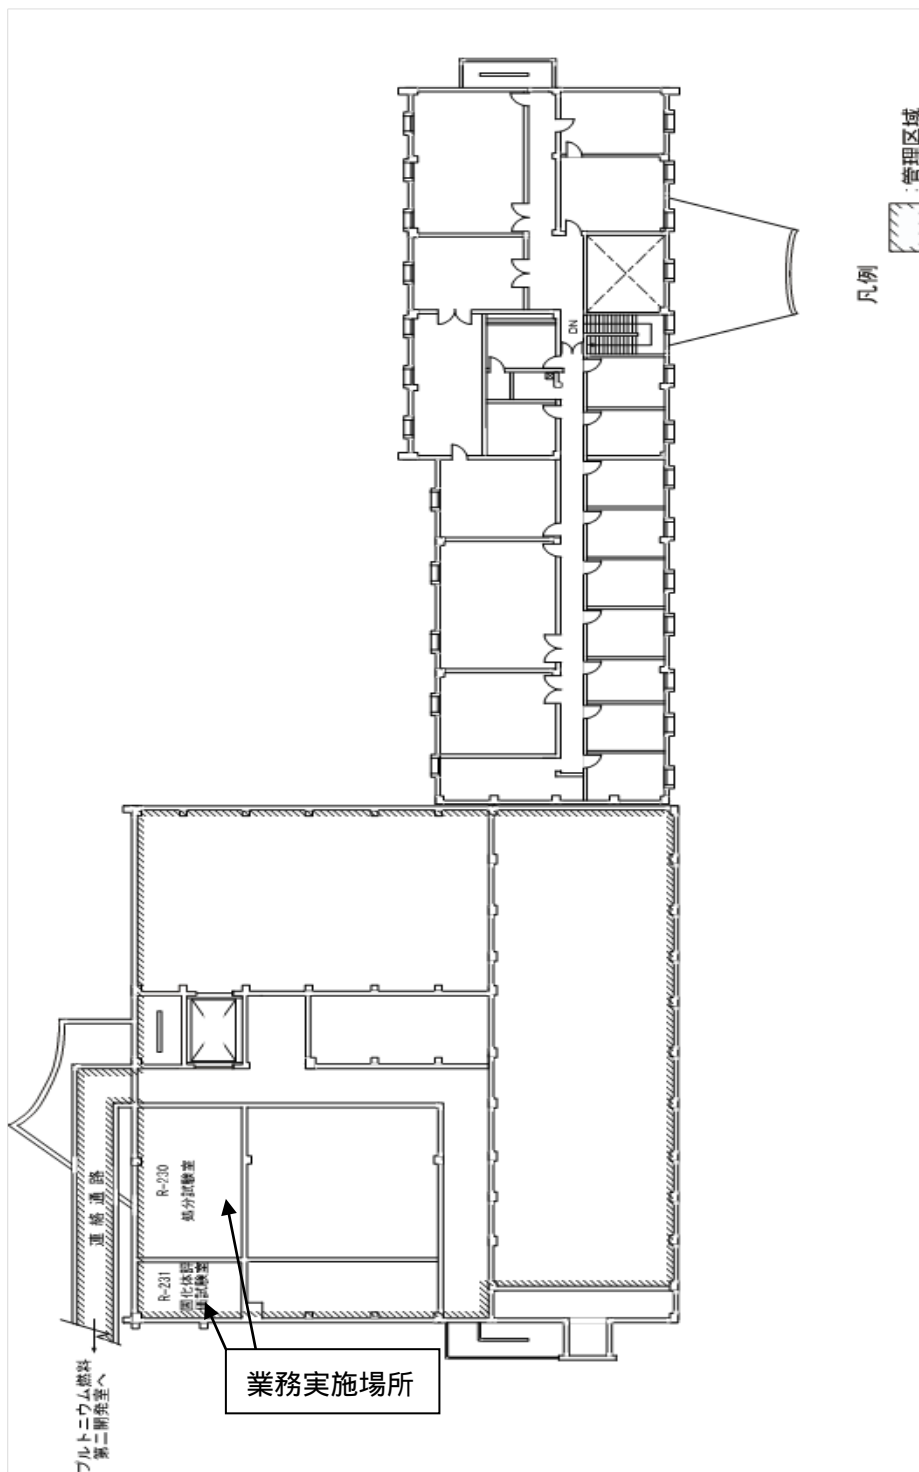 :管理区域
凡例
DN
R-230
処分試験室
R-231
固化体評
価試験室
連絡通路
プルトニウム燃料
第二開発室へ
業務実施場所